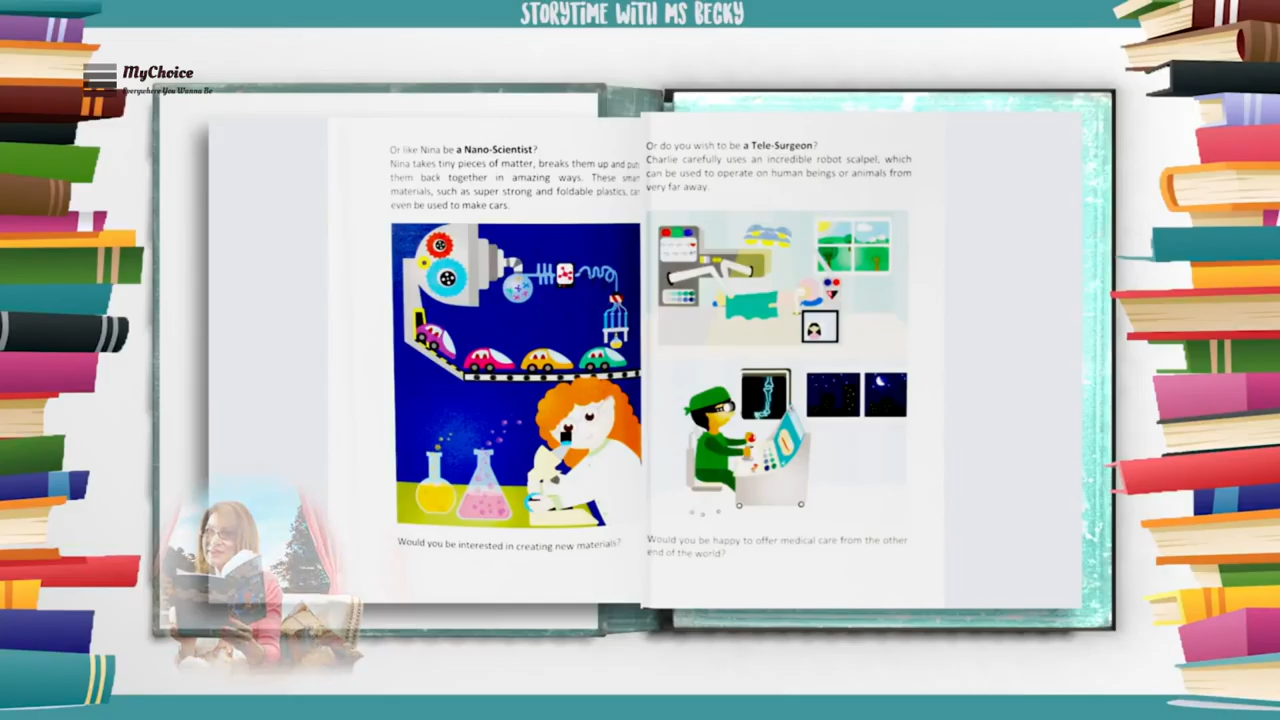 STORYTIME WITH MS BECKY
MyChoice
Everywhere You Wanna Be
Or like Nina be a Nano-Scientist?
Nina takes tiny pieces of matter, breaks them up and puts
them back together in amazing ways. These smart
materials, such as super strong and foldable plastics, can
even be used to make cars.
Would you be interested in creating new materials?
Or do you wish to be a Tele-Surgeon?
Charlie carefully uses an incredible robot scalpel, which
can be used to operate on human beings or animals from
very far away.
Would you be happy to offer medical care from the other
end of the world?